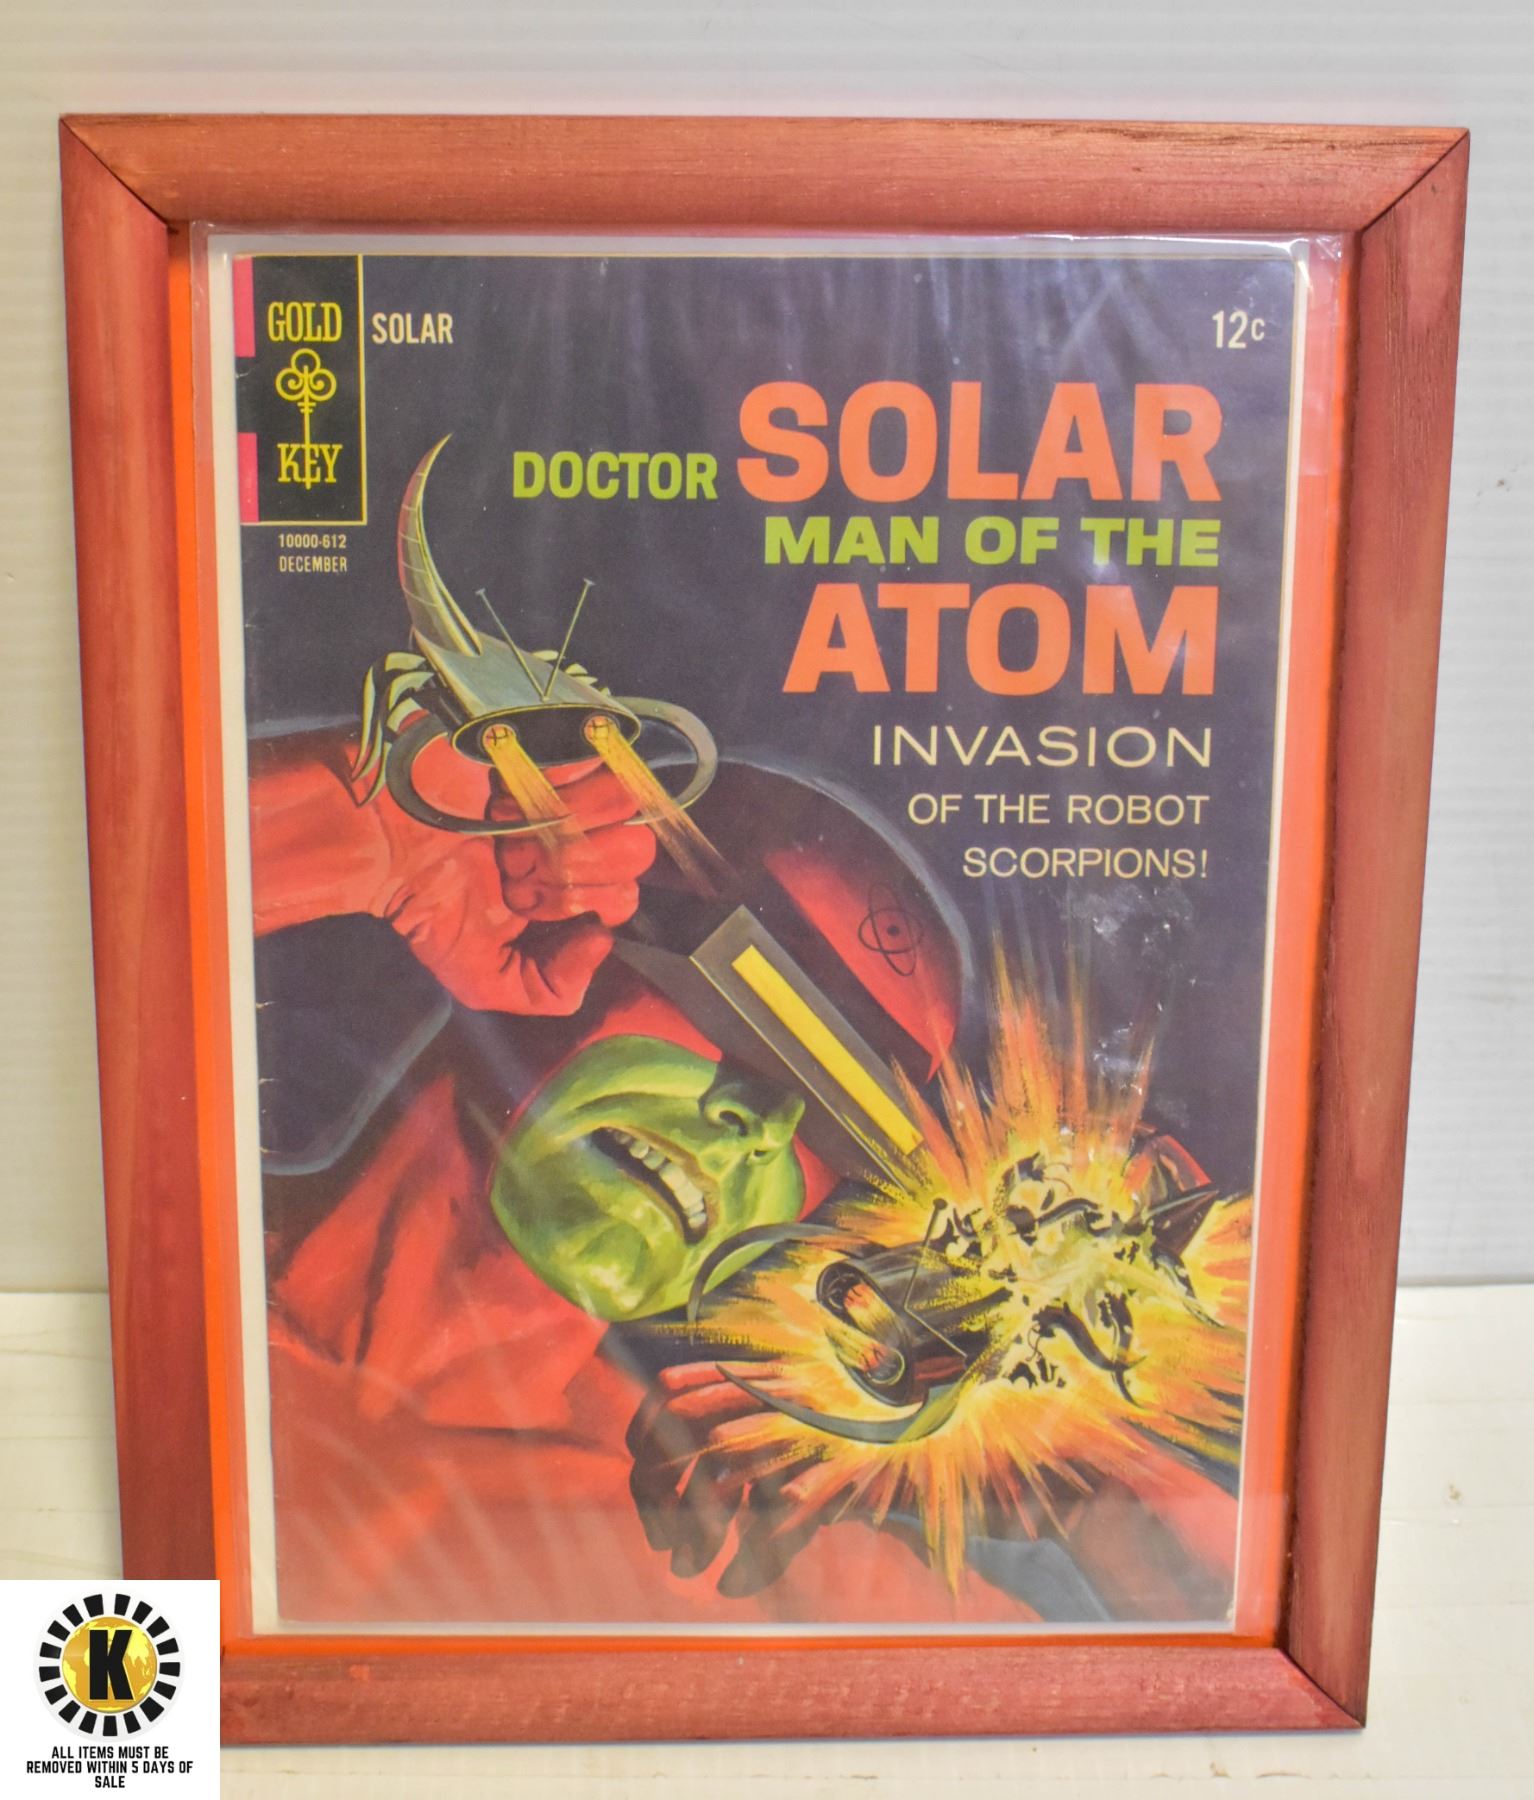 GOLD
KEY
SOLAR
12c
10000-612
DECEMBER
DOCTOR SOLAR
MAN OF THE
ATOM
INVASION
OF THE ROBOT
SCORPIONS!
K
ALL ITEMS MUST BE
REMOVED WITHIN 5 DAYS OF
SALE